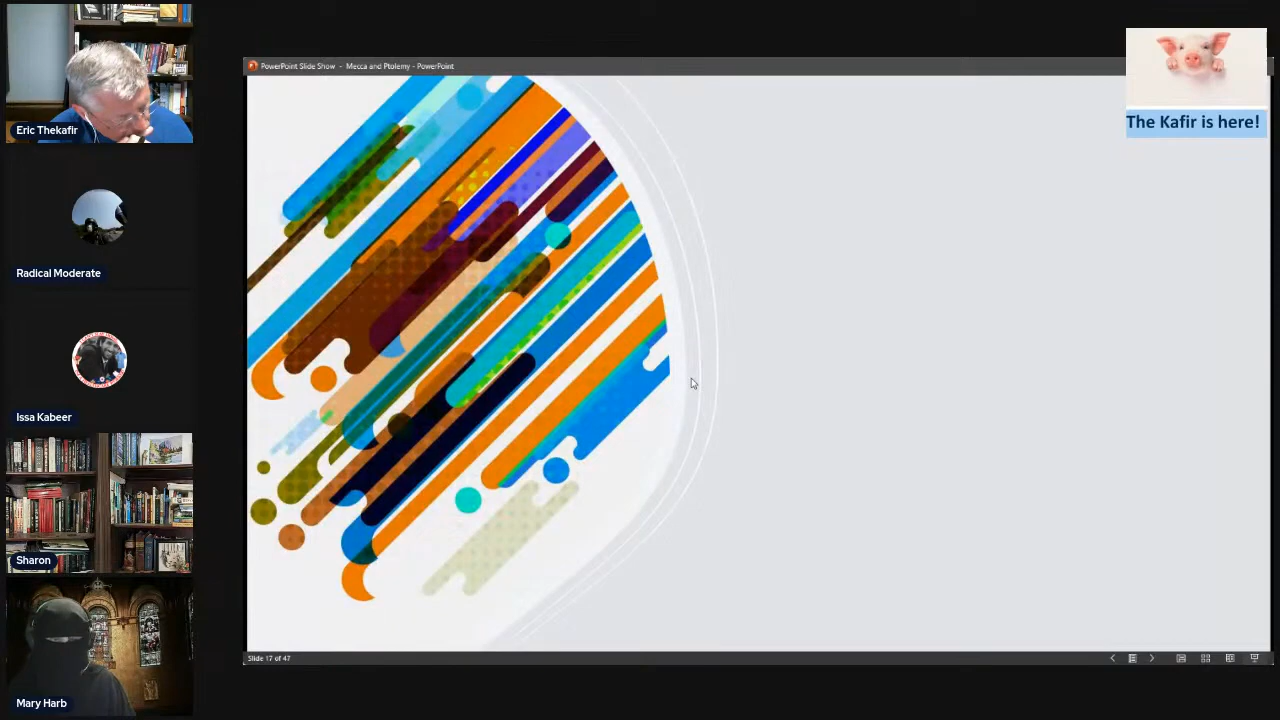 PowerPoint Slide Show - Mecca and Ptolemy - PowerPoint
The Kafir is here!
Eric Thekafir
Radical Moderate
Issa Kabeer
Sharon
Mary Harb
Slide 17 of 47